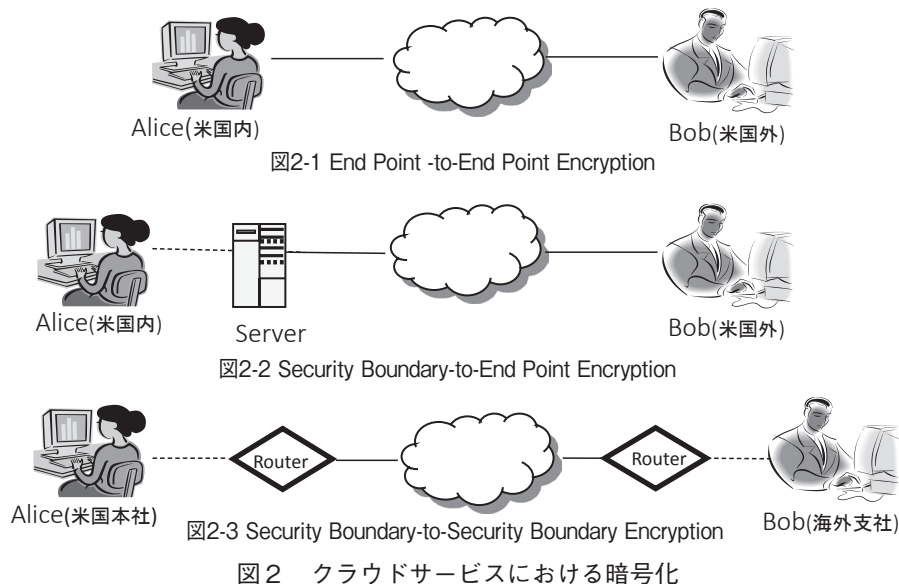 Alice(米国内)
Bob(米国外)
図2-1 End Point -to-End Point Encryption
Alice(米国内)
Server
Bob(米国外)
図2-2 Security Boundary-to-End Point Encryption
Router
Router
Alice(米国本社)
Bob(海外支社)
図2-3 Security Boundary-to-Security Boundary Encryption
図2 クラウドサービスにおける暗号化